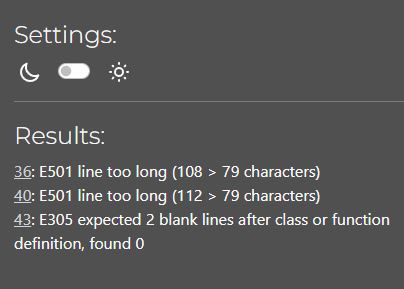 Settings:
Results:
36: E501 line too long (108 > 79 characters)
40: E501 line too long (112 > 79 characters)
43: E305 expected 2 blank lines after class or function
definition, found 0